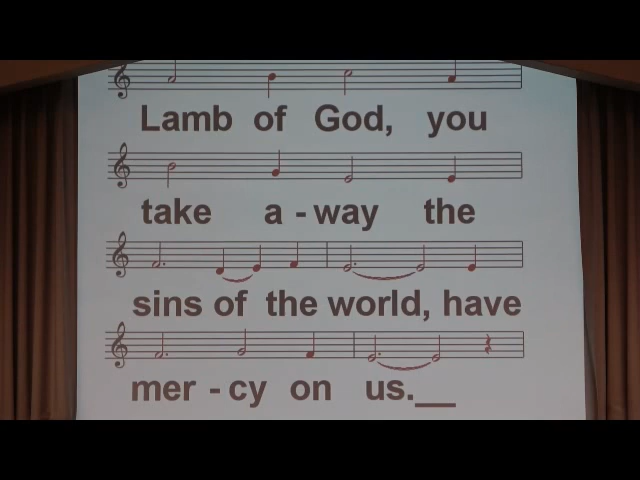 Lamb of God, you
take a-way the
sins of the world, have
mer-cy on us.__